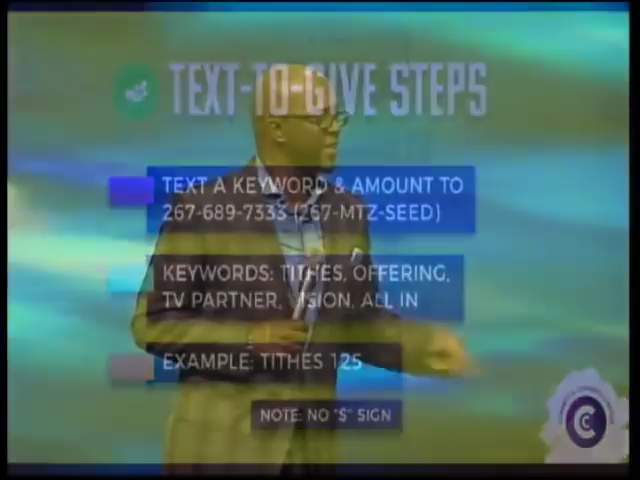 TEXT-TO-GIVE STEPS
TEXT A KEYWORD & AMOUNT TO
267-689-7333 (267-MTZ-SEED)
KEYWORDS: TITHES, OFFERING,
TV PARTNER, VISION, ALL IN
EXAMPLE: TITHES 125
NOTE: NO "$" SIGN